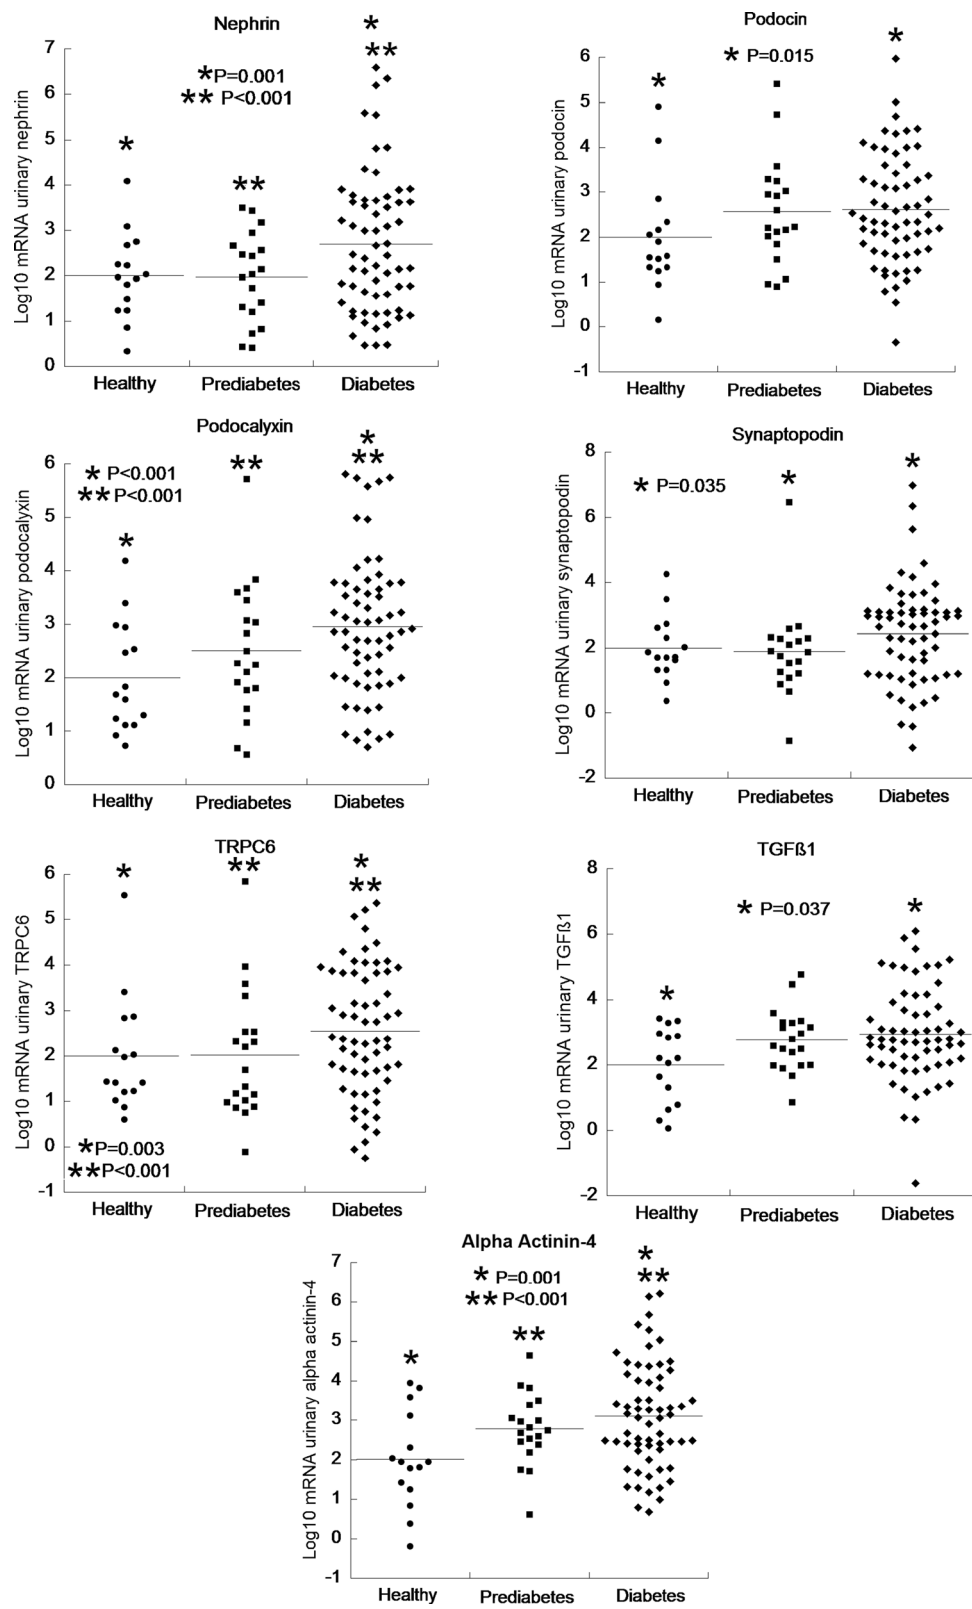 Nephrin
*
**
*P=0.001
** P<0.001
*
**
Log10 mRNA urinary nephrin
7
6
5
4
3
2
1
0
Healthy Prediabetes Diabetes
Podocin
*
* P=0.015
*
Log10 mRNA urinary podocin
6
5
4
3
2
1
0
-1
Healthy Prediabetes Diabetes
Podocalyxin
*
**
**
* P<0.001
** P<0.001
*
Log10 mRNA urinary podocalyxin
6
5
4
3
2
1
0
Healthy Prediabetes Diabetes
Synaptopodin
*
*
* P=0.035
Log10 mRNA urinary synaptopodin
8
6
4
2
0
-2
Healthy Prediabetes Diabetes
TRPC6
*
**
*
**
Log10 mRNA urinary TRPC6
6
5
4
3
2
1
0
-1
*P=0.003
**P<0.001
Healthy Prediabetes Diabetes
TGFß1
* P=0.037
*
*
Log10 mRNA urinary TGFß1
8
6
4
2
0
-2
Healthy Prediabetes Diabetes
Alpha Actinin-4
*
**
* P=0.001
** P<0.001
**
*
Log10 mRNA urinary alpha actinin-4
7
6
5
4
3
2
1
0
-1
Healthy Prediabetes Diabetes